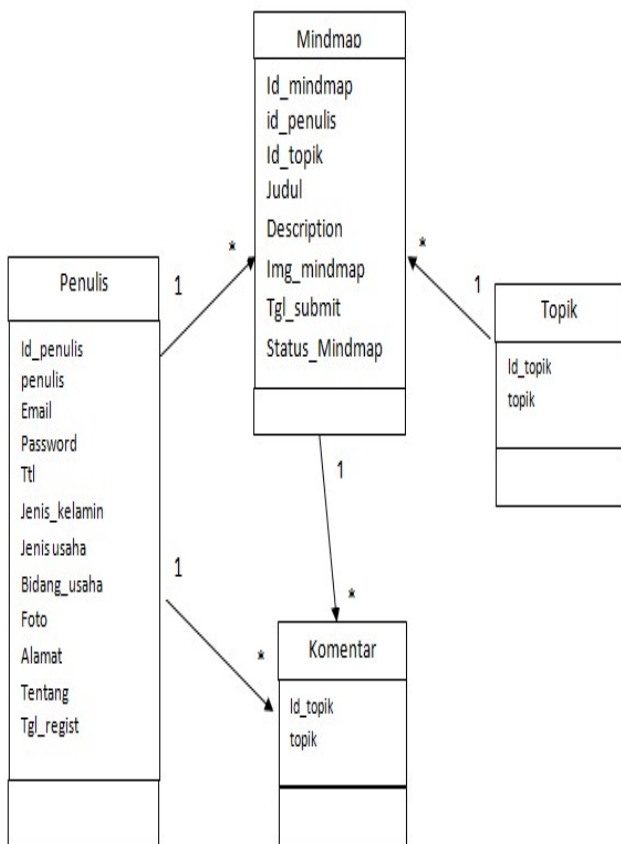 Mindmap
Id_mindmap
id_penulis
Id_topik
Judul
Description
Img_mindmap
Tgl_submit
Status_Mindmap
*
*
1
1
Penulis
Id_penulis
penulis
Email
Password
Ttl
Jenis_kelamin
Jenis usaha
Bidang_usaha
Foto
Alamat
Tentang
Tgl_regist
Topik
Id_topik
topik
1
1
*
*
Komentar
Id_topik
topik